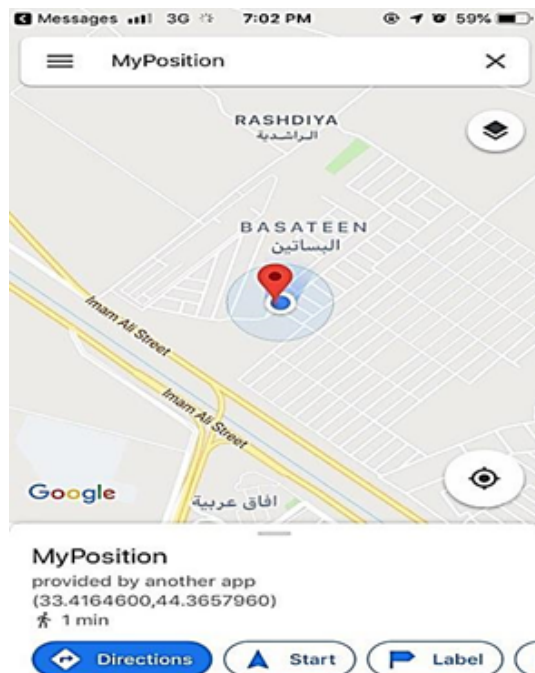 Messages 3G 7:02 PM 59%
MyPosition
RASHDIYA
الراشدية
BASATEEN
البساتين
Imam Ali Street
Imam Ali Street
Google
افاق عربية
MyPosition
provided by another app
(33.4164600,44.3657960)
1 min
Directions Start Label